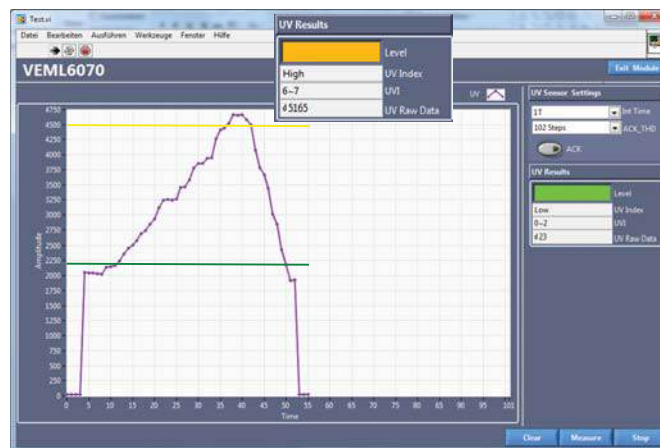 Test.vi
Datei Bearbeiten Ausführen Werkzeuge Fenster Hilfe
UV Results
Level
High UV Index
6~7 UVI
d 5165 UV Raw Data
VEML6070
Exit Module
UV
UV Sensor Settings
1T Int Time
102 Steps ACK_THD
ACK
UV Results
Level
Low UV Index
0~2 UVI
d 23 UV Raw Data
Amplitude
4750
4500
4250
4000
3750
3500
3250
3000
2750
2500
2250
2000
1750
1500
1250
1000
750
500
250
0
0 5 10 15 20 25 30 35 40 45 50 55 60 65 70 75 80 85 90 95 101
Time
Clear Measure Stop